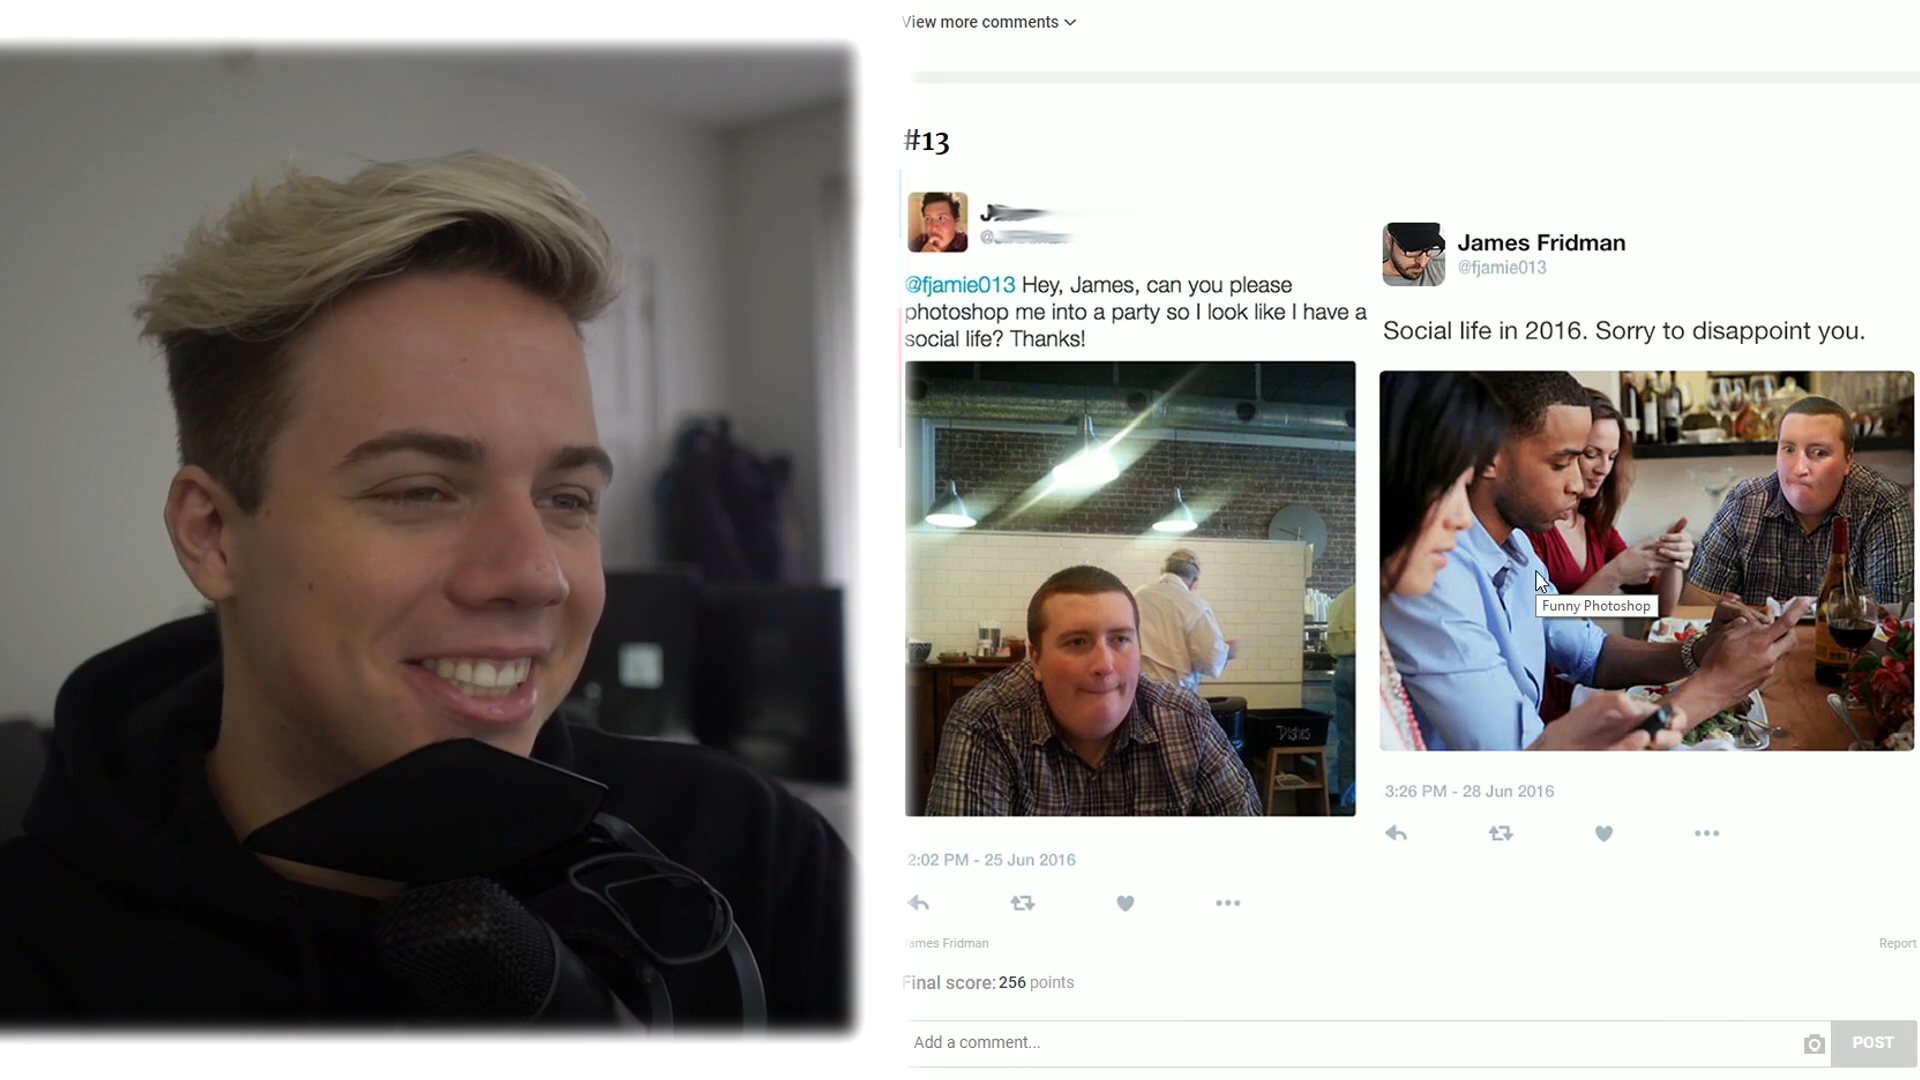 View more comments
#13
@fjamie013 Hey, James, can you please
photoshop me into a party so I look like I have a
social life? Thanks!
Dishes
2:02 PM - 25 Jun 2016
James Fridman
@fjamie013
Social life in 2016. Sorry to disappoint you.
Funny Photoshop
3:26 PM - 28 Jun 2016
James Fridman
Report
Final score: 256 points
Add a comment...
POST